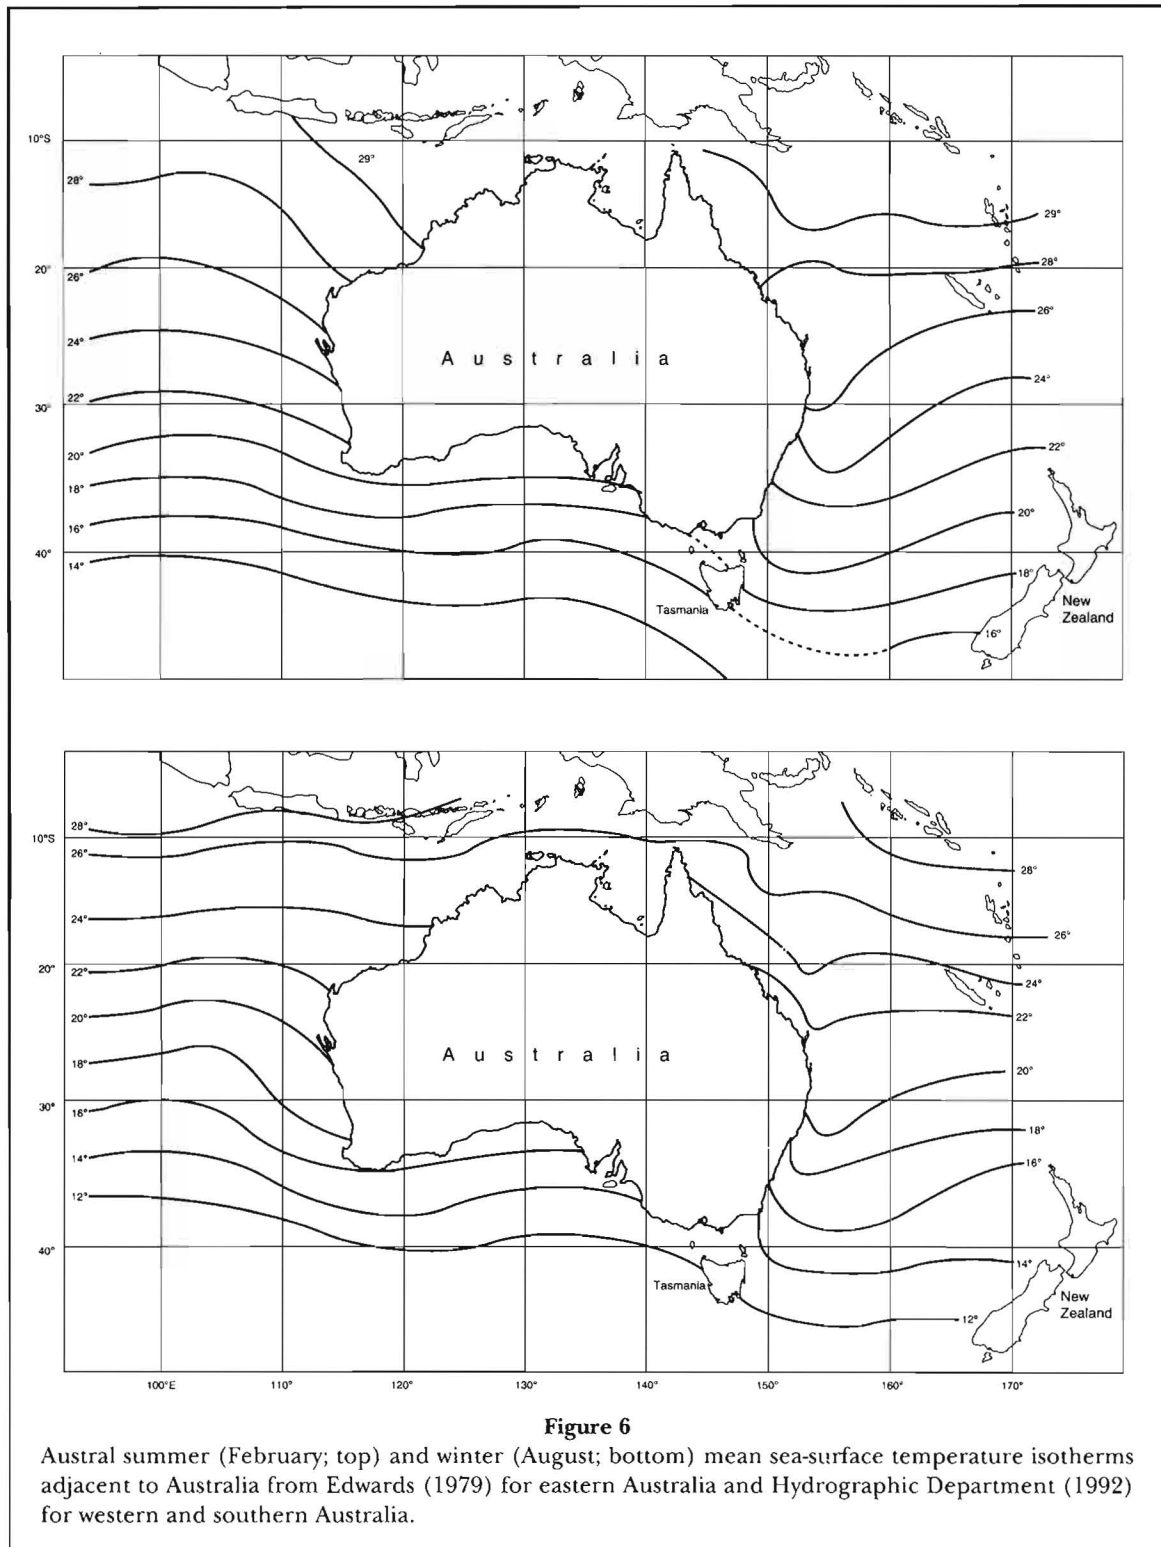 10°S
29°
28°
29°
20°
28°
26°
26°
24°
Australia
24°
22°
30°
22°
20°
18°
20°
16°
40°
14°
18°
Tasmania
New
Zealand
16°
28°
10°S
26°
28°
24°
26°
20°
22°
24°
20°
22°
18°
Australia
20°
30°
16°
18°
14°
16°
12°
40°
14°
Tasmania
New
Zealand
12°
100°E 110° 120° 130° 140° 150° 160° 170°
Figure 6
Austral summer (February; top) and winter (August; bottom) mean sea-surface temperature isotherms
adjacent to Australia from Edwards (1979) for eastern Australia and Hydrographic Department (1992)
for western and southern Australia.